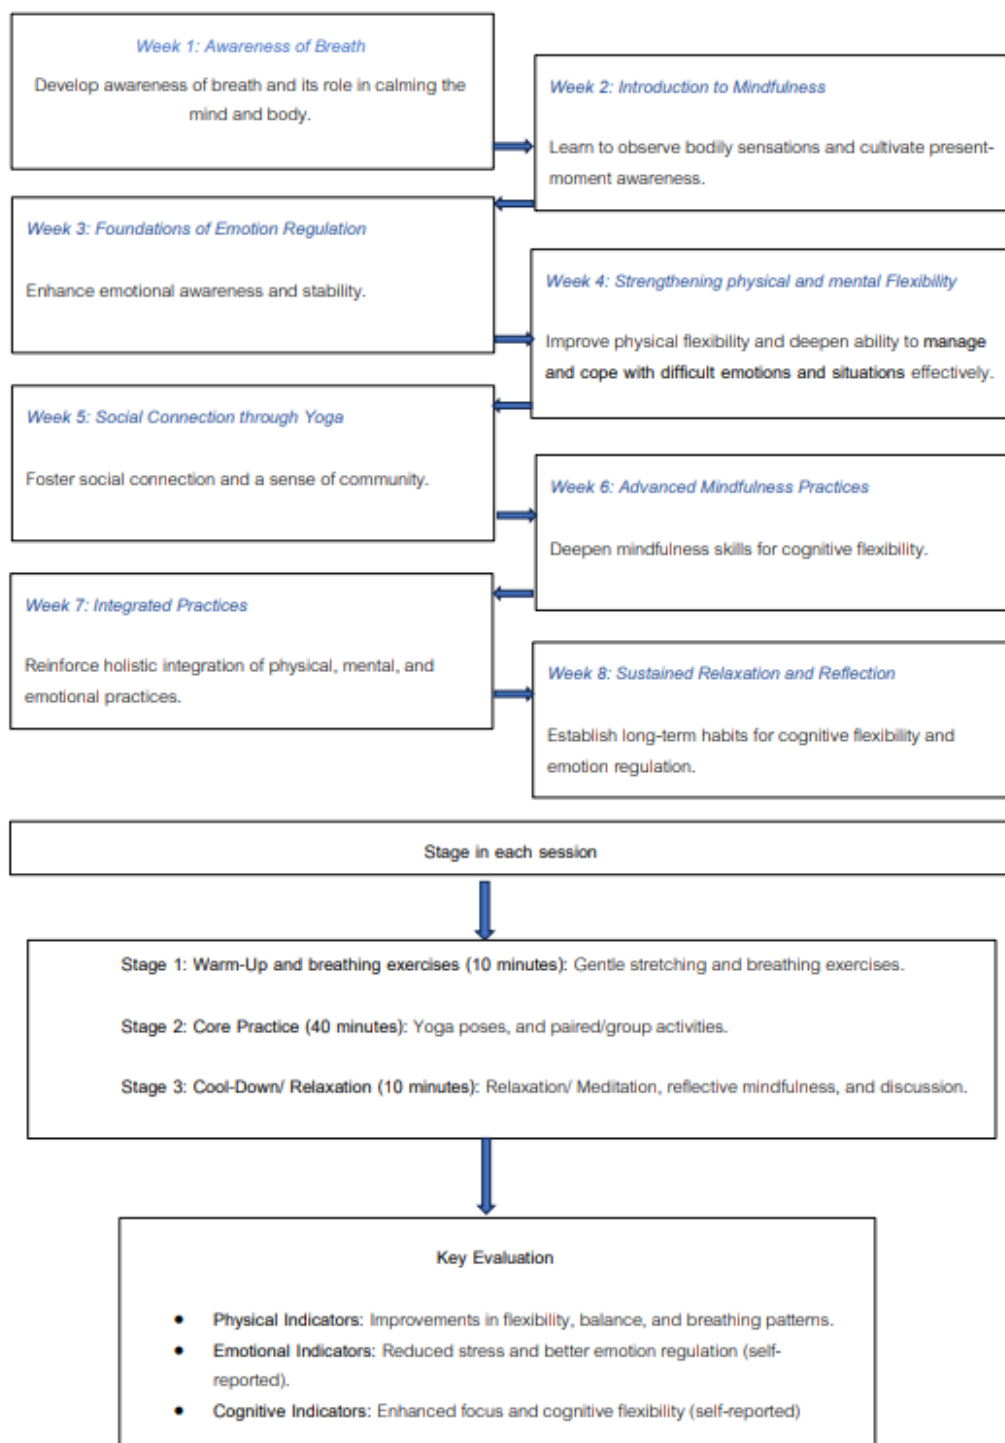 Week 1: Awareness of Breath
Develop awareness of breath and its role in calming the
mind and body.
Week 2: Introduction to Mindfulness
Learn to observe bodily sensations and cultivate present-
moment awareness.
Week 3: Foundations of Emotion Regulation
Enhance emotional awareness and stability.
Week 4: Strengthening physical and mental Flexibility
Improve physical flexibility and deepen ability to manage
and cope with difficult emotions and situations effectively.
Week 5: Social Connection through Yoga
Foster social connection and a sense of community.
Week 6: Advanced Mindfulness Practices
Deepen mindfulness skills for cognitive flexibility.
Week 7: Integrated Practices
Reinforce holistic integration of physical, mental, and
emotional practices.
Week 8: Sustained Relaxation and Reflection
Establish long-term habits for cognitive flexibility and
emotion regulation.
Stage in each session
Stage 1: Warm-Up and breathing exercises (10 minutes): Gentle stretching and breathing exercises.
Stage 2: Core Practice (40 minutes): Yoga poses, and paired/group activities.
Stage 3: Cool-Down/ Relaxation (10 minutes): Relaxation/ Meditation, reflective mindfulness, and discussion.
Key Evaluation
• Physical Indicators: Improvements in flexibility, balance, and breathing patterns.
• Emotional Indicators: Reduced stress and better emotion regulation (self-
reported).
• Cognitive Indicators: Enhanced focus and cognitive flexibility (self-reported)